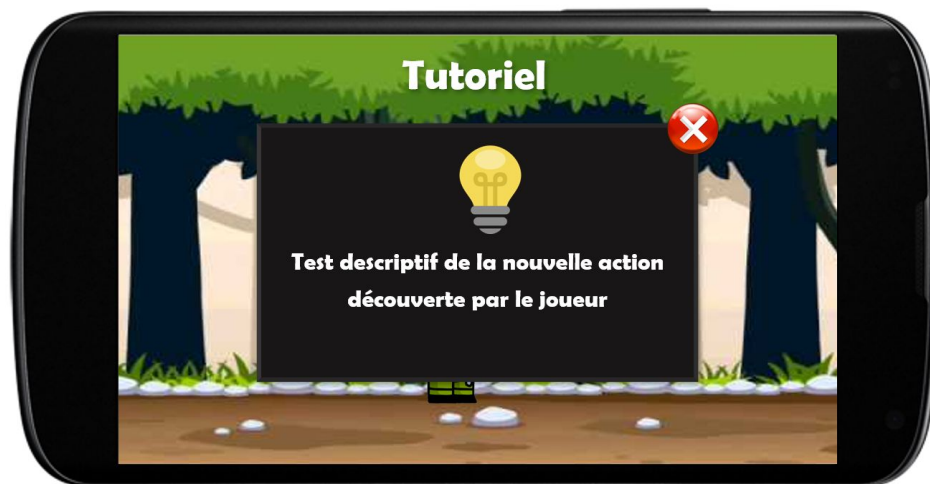 Tutoriel
Test descriptif de la nouvelle action
découverte par le joueur